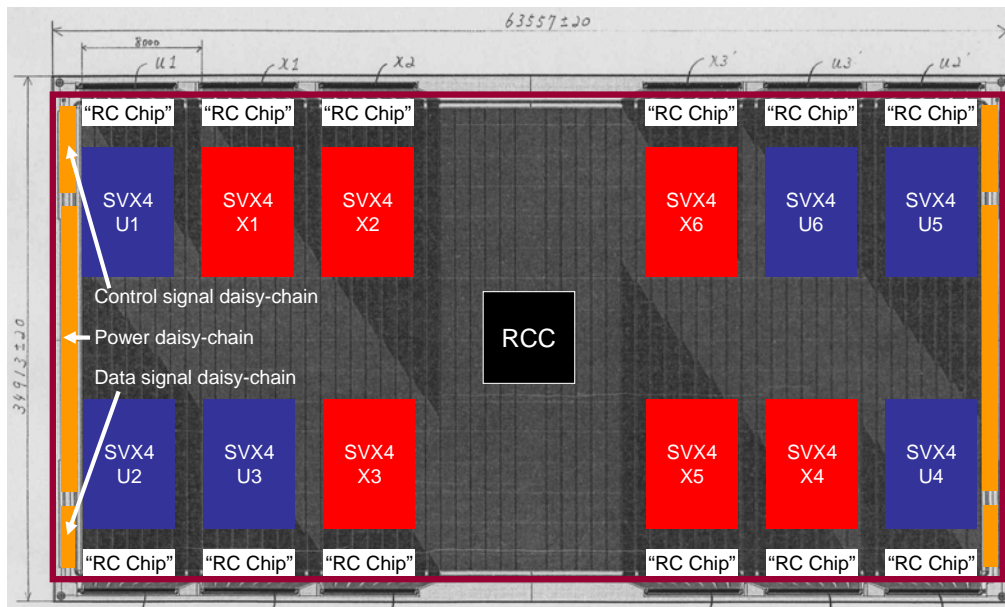 63557±20
8000
U1
X1
X2
X3'
U3'
U2'
“RC Chip” “RC Chip” “RC Chip” “RC Chip” “RC Chip” “RC Chip”
SVX4
U1
SVX4
X1
SVX4
X2
SVX4
X6
SVX4
U6
SVX4
U5
Control signal daisy-chain
Power daisy-chain
Data signal daisy-chain
34913±20
RCC
SVX4
U2
SVX4
U3
SVX4
X3
SVX4
X5
SVX4
X4
SVX4
U4
“RC Chip” “RC Chip” “RC Chip” “RC Chip” “RC Chip” “RC Chip”